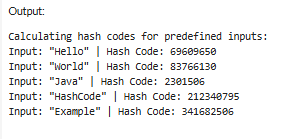 Output:
Calculating hash codes for predefined inputs:
Input: "Hello" | Hash Code: 69609650
Input: "World" | Hash Code: 83766130
Input: "Java" | Hash Code: 2301506
Input: "HashCode" | Hash Code: 212340795
Input: "Example" | Hash Code: 341682506